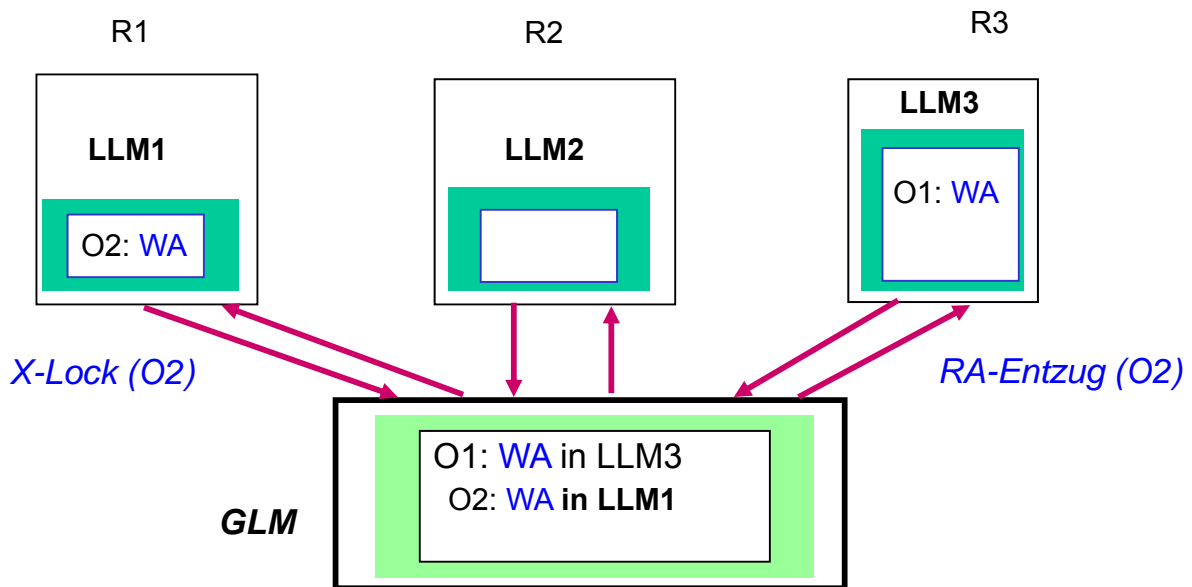 R1
R2
R3
LLM1
LLM2
LLM3
O2: WA
O1: WA
X-Lock (O2)
RA-Entzug (O2)
GLM
O1: WA in LLM3
O2: WA in LLM1